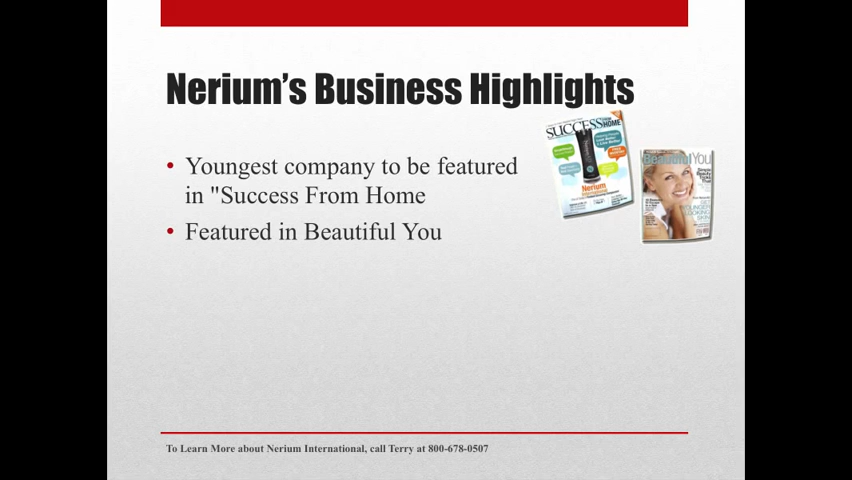 Nerium's Business Highlights
• Youngest company to be featured
in "Success From Home
• Featured in Beautiful You
SUCCESS FROM HOME
Nerium
International
Beautiful You
To Learn More about Nerium International, call Terry at 800-678-0507